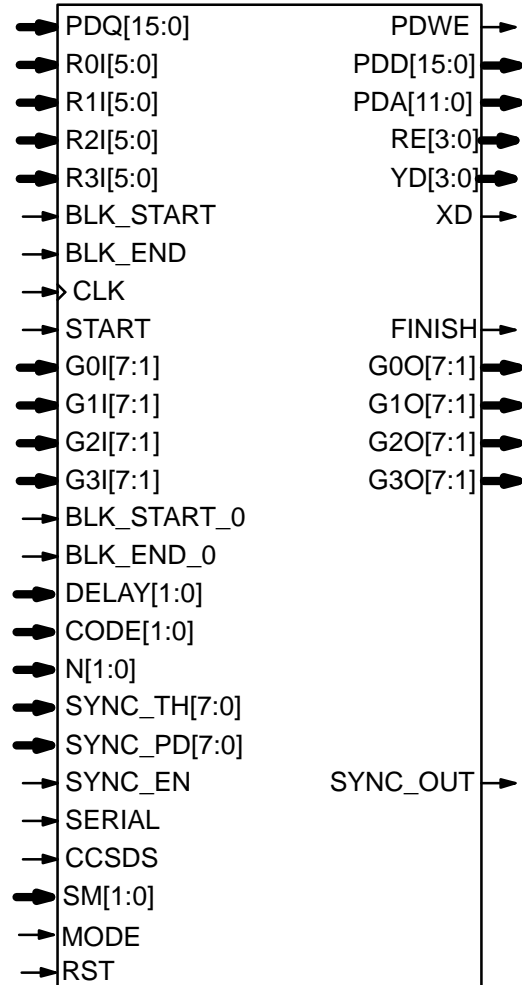 PDQ[15:0] PDWE
R0I[5:0] PDD[15:0]
R1I[5:0] PDA[11:0]
R2I[5:0] RE[3:0]
R3I[5:0] YD[3:0]
BLK_START XD
BLK_END
CLK
START FINISH
G0I[7:1] G0O[7:1]
G1I[7:1] G1O[7:1]
G2I[7:1] G2O[7:1]
G3I[7:1] G3O[7:1]
BLK_START_0
BLK_END_0
DELAY[1:0]
CODE[1:0]
N[1:0]
SYNC_TH[7:0]
SYNC_PD[7:0]
SYNC_EN SYNC_OUT
SERIAL
CCSDS
SM[1:0]
MODE
RST